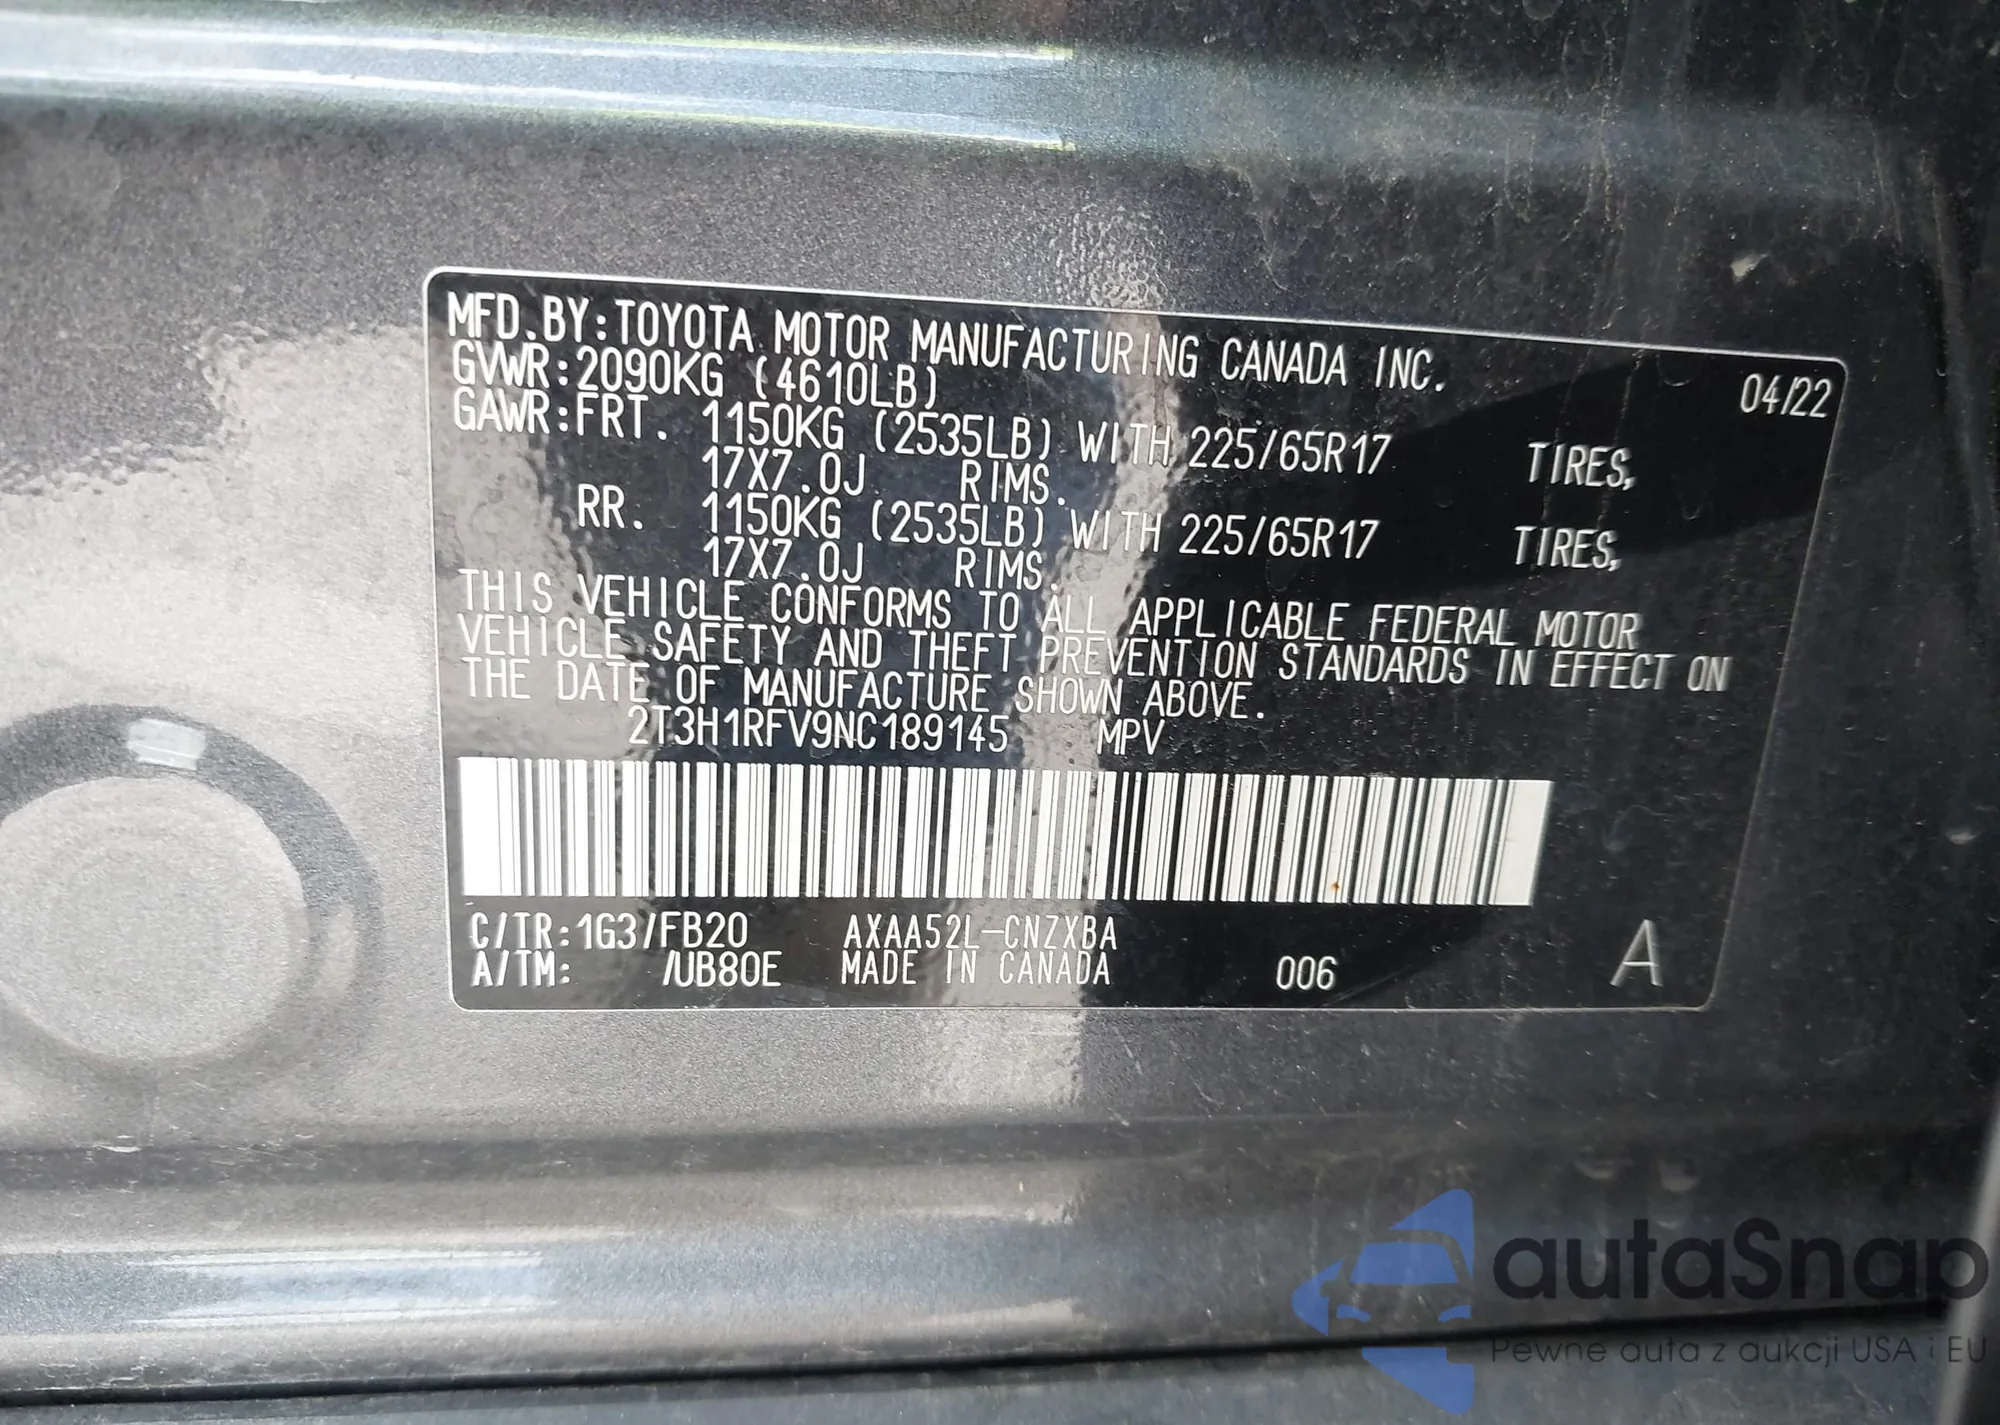 MFD.BY:TOYOTA MOTOR MANUFACTURING CANADA INC.
04/22
GVWR:2090KG (4610LB)
GAWR:FRT. 1150KG (2535LB) WITH 225/65R17 TIRES,
17X7.0J RIMS.
RR. 1150KG (2535LB) WITH 225/65R17 TIRES,
17X7.0J RIMS.
THIS VEHICLE CONFORMS TO ALL APPLICABLE FEDERAL MOTOR
VEHICLE SAFETY AND THEFT PREVENTION STANDARDS IN EFFECT ON
THE DATE OF MANUFACTURE SHOWN ABOVE.
2T3H1RFV9NC189145 MPV
C/TR:1G3/FB20 AXAA52L-CNZXBA
A/TM: /UB80E MADE IN CANADA 006 A
autaSnap
Pewne auta z aukcji USA i EU